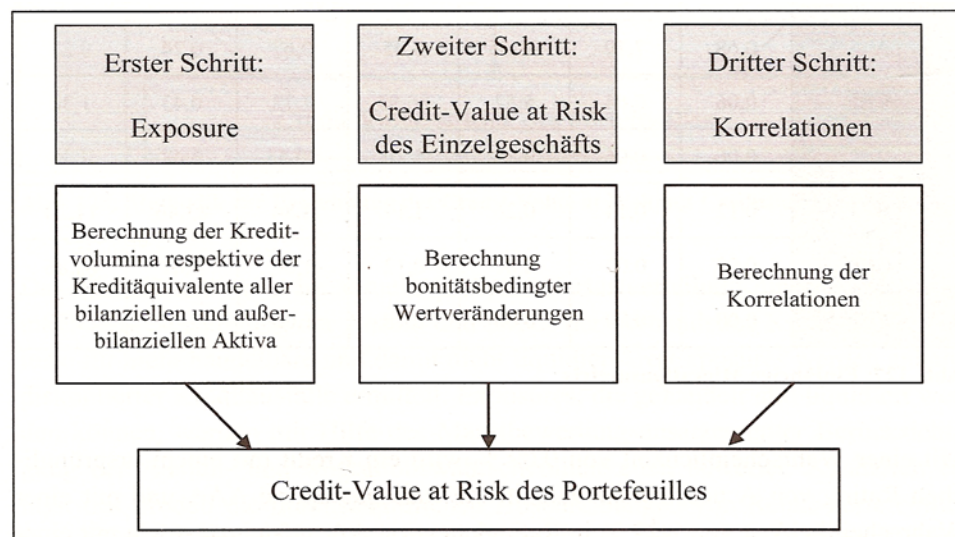 Erster Schritt:
Exposure
Zweiter Schritt:
Credit-Value at Risk
des Einzelgeschäfts
Dritter Schritt:
Korrelationen
Berechnung der Kredit-
volumina respektive der
Kreditäquivalente aller
bilanziellen und außer-
bilanziellen Aktiva
Berechnung
bonitätsbedingter
Wertveränderungen
Berechnung der
Korrelationen
Credit-Value at Risk des Portefeuilles